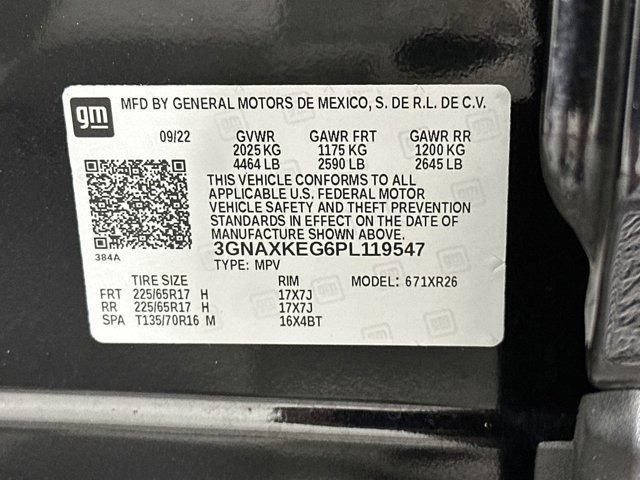 gm MFD BY GENERAL MOTORS DE MEXICO, S. DE R.L. DE C.V.
09/22 GVWR GAWR FRT GAWR RR
2025 KG 1175 KG 1200 KG
4464 LB 2590 LB 2645 LB
THIS VEHICLE CONFORMS TO ALL
APPLICABLE U.S. FEDERAL MOTOR
VEHICLE SAFETY AND THEFT PREVENTION
STANDARDS IN EFFECT ON THE DATE OF
MANUFACTURE SHOWN ABOVE.
384A 3GNAXKEG6PL119547
TYPE: MPV
TIRE SIZE RIM MODEL: 671XR26
FRT 225/65R17 H 17X7J
RR 225/65R17 H 17X7J
SPA T135/70R16 M 16X4BT